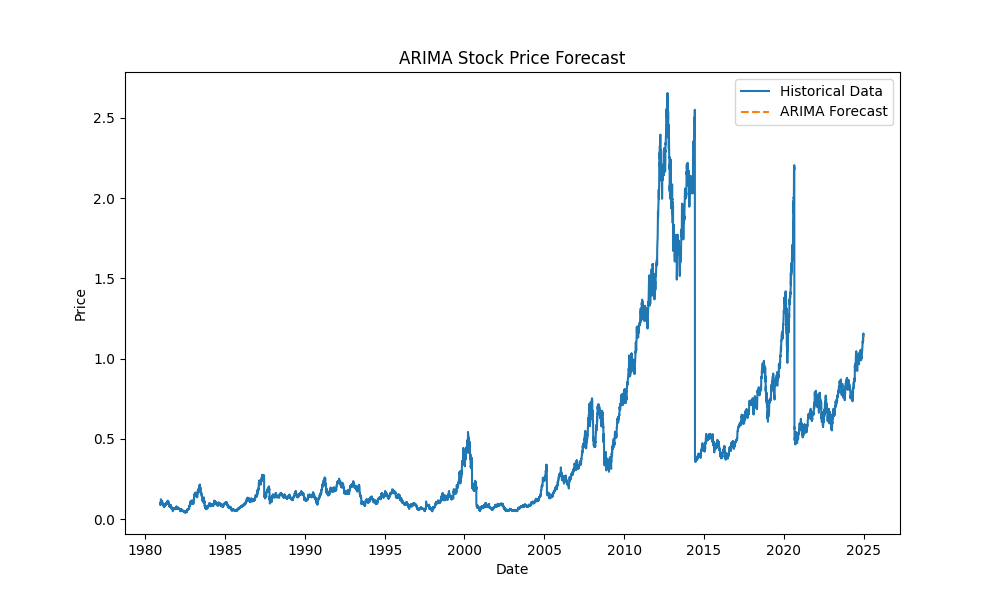 ARIMA Stock Price Forecast
Historical Data
ARIMA Forecast
Price
2.5
2.0
1.5
1.0
0.5
0.0
1980 1985 1990 1995 2000 2005 2010 2015 2020 2025
Date